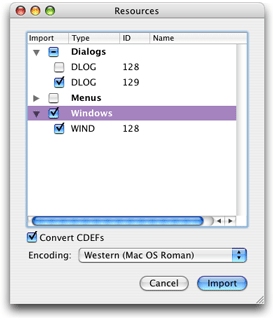 Resources
Import Type ID Name
Dialogs
DLOG 128
DLOG 129
Menus
Windows
WIND 128
Convert CDEFs
Encoding: Western (Mac OS Roman)
Cancel Import